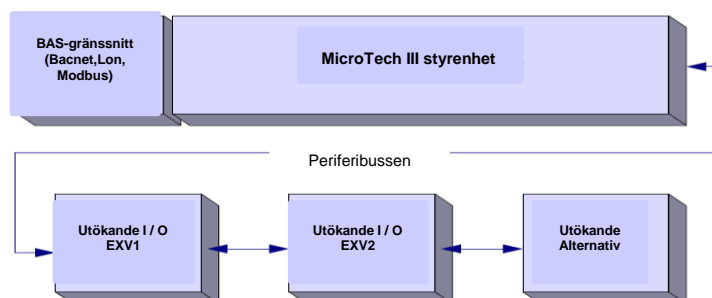 BAS-gränssnitt
(Bacnet,Lon,
Modbus)
MicroTech III styrenhet
Periferibussen
Utökande I / O
EXV1
Utökande I / O
EXV2
Utökande
Alternativ